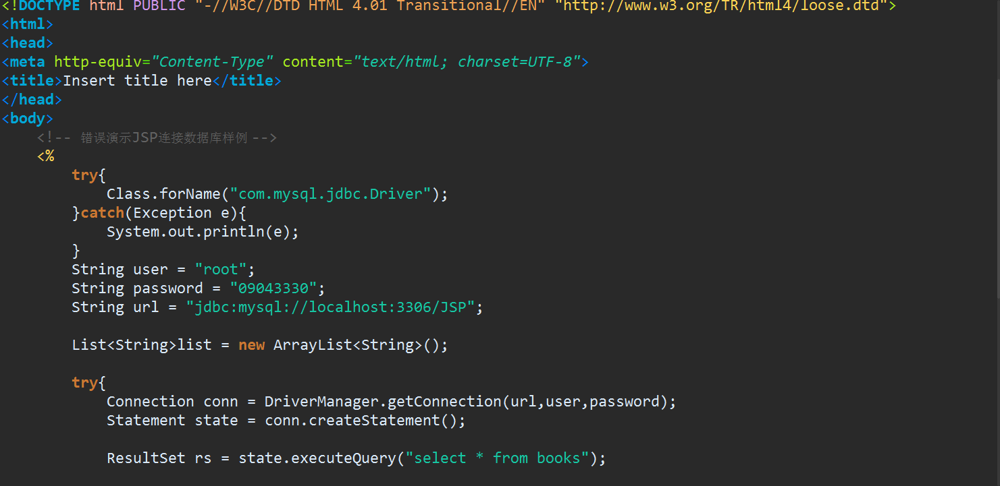 <!DOCTYPE html PUBLIC "-//W3C//DTD HTML 4.01 Transitional//EN" "http://www.w3.org/TR/html4/loose.dtd">
<html>
<head>
<meta http-equiv="Content-Type" content="text/html; charset=UTF-8">
<title>Insert title here</title>
</head>
<body>
    <!-- 错误演示JSP连接数据库样例 -->
    <%
        try{
            Class.forName("com.mysql.jdbc.Driver");
        }catch(Exception e){
            System.out.println(e);
        }
        String user = "root";
        String password = "09043330";
        String url = "jdbc:mysql://localhost:3306/JSP";

        List<String>list = new ArrayList<String>();

        try{
            Connection conn = DriverManager.getConnection(url,user,password);
            Statement state = conn.createStatement();

            ResultSet rs = state.executeQuery("select * from books");